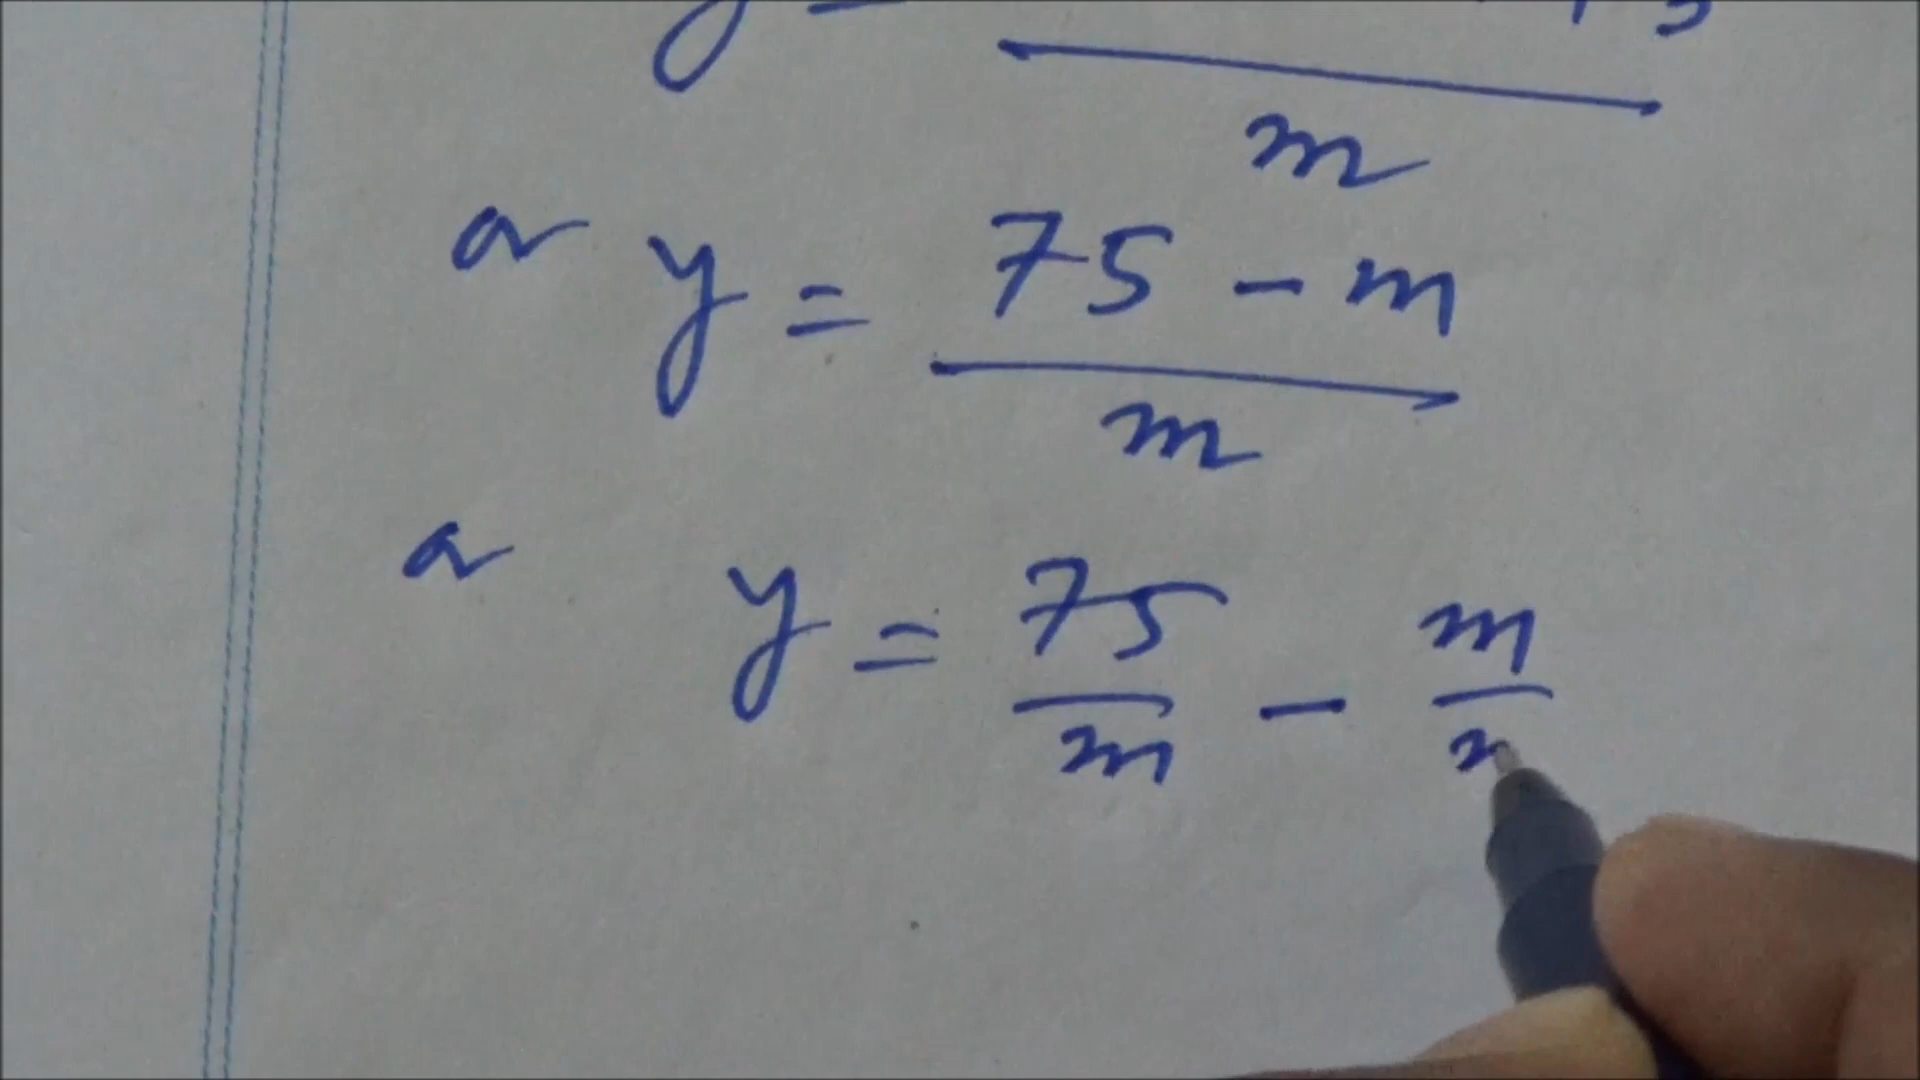 y =
m
or y = 75 - m / m
or y = 75/m - m/m